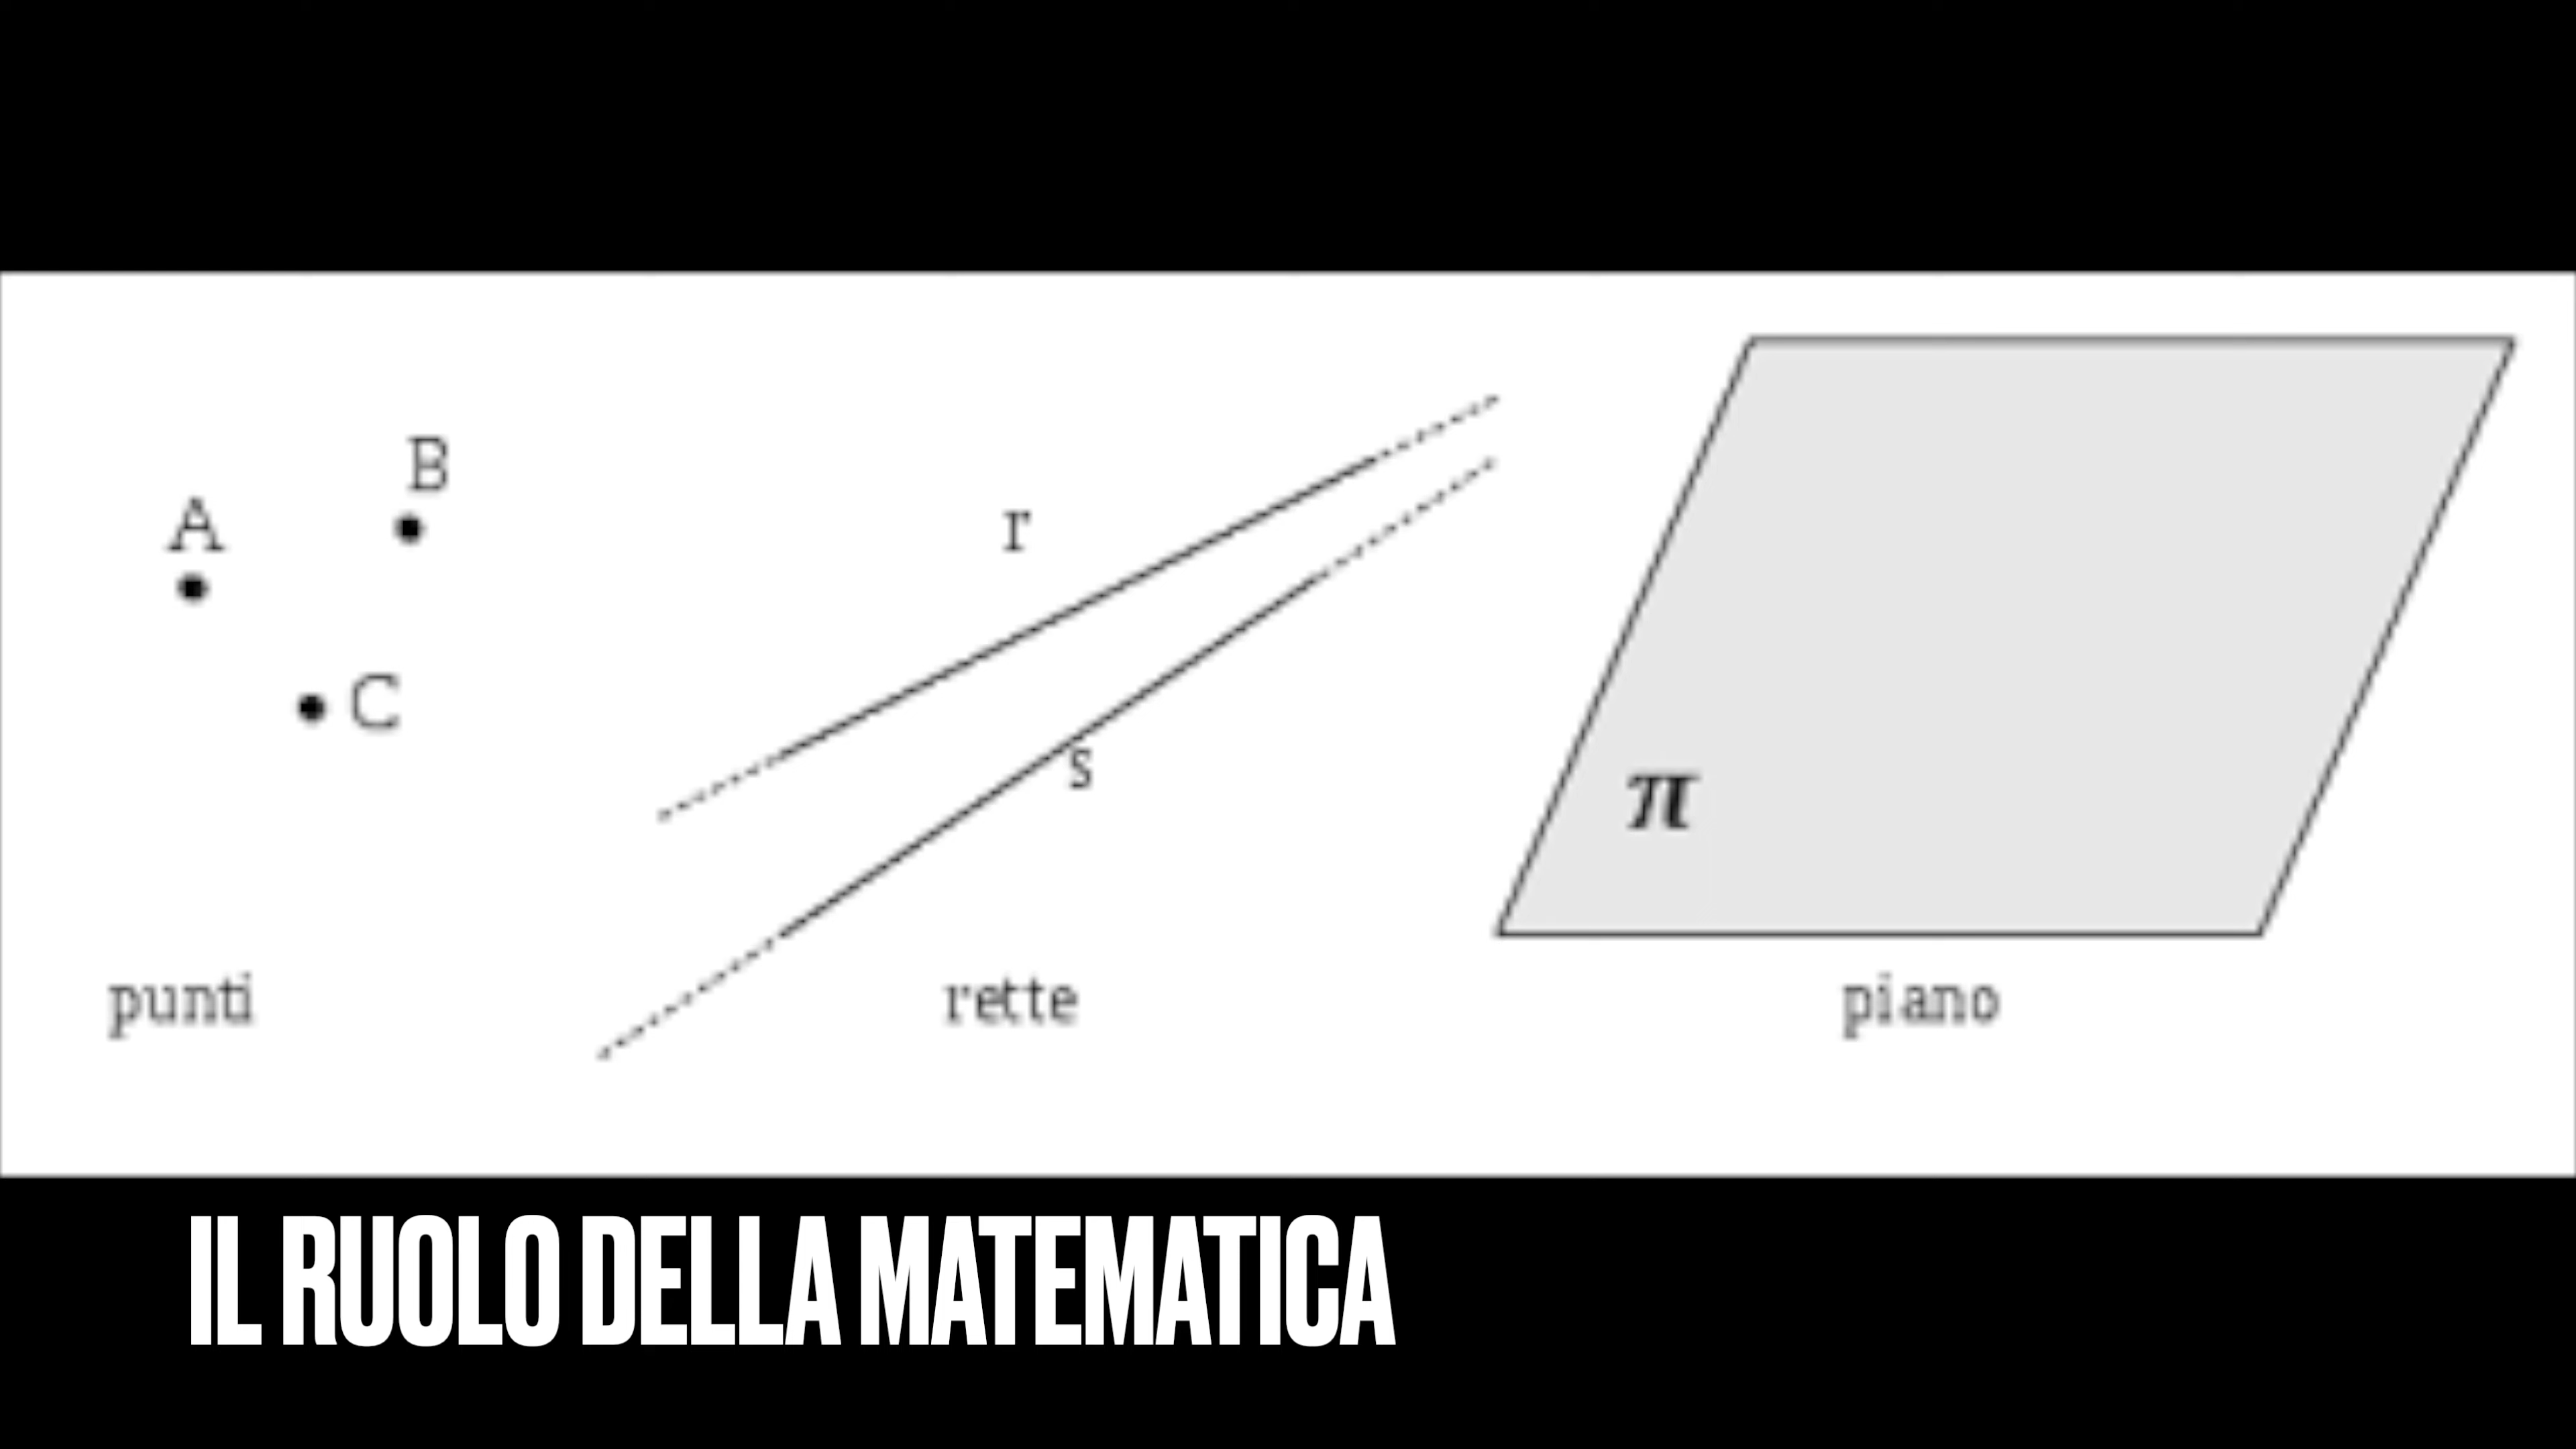 A
B
C
r
s
π
punti
rette
piano
IL RUOLO DELLA MATEMATICA